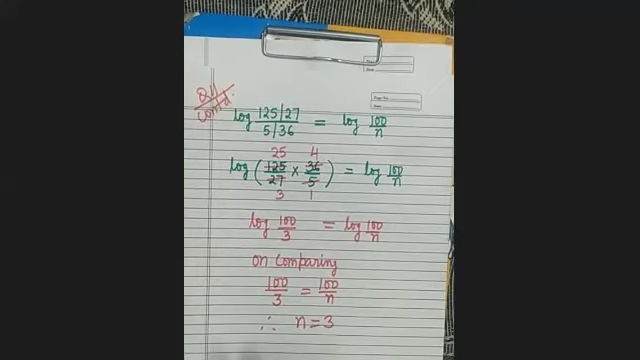 Q1
contd.
log 125/27 / 5/36 = log 100/n
25 4
log (125/27 × 36/5) = log 100/n
3 1
log 100/3 = log 100/n
on comparing
100/3 = 100/n
∴ n = 3